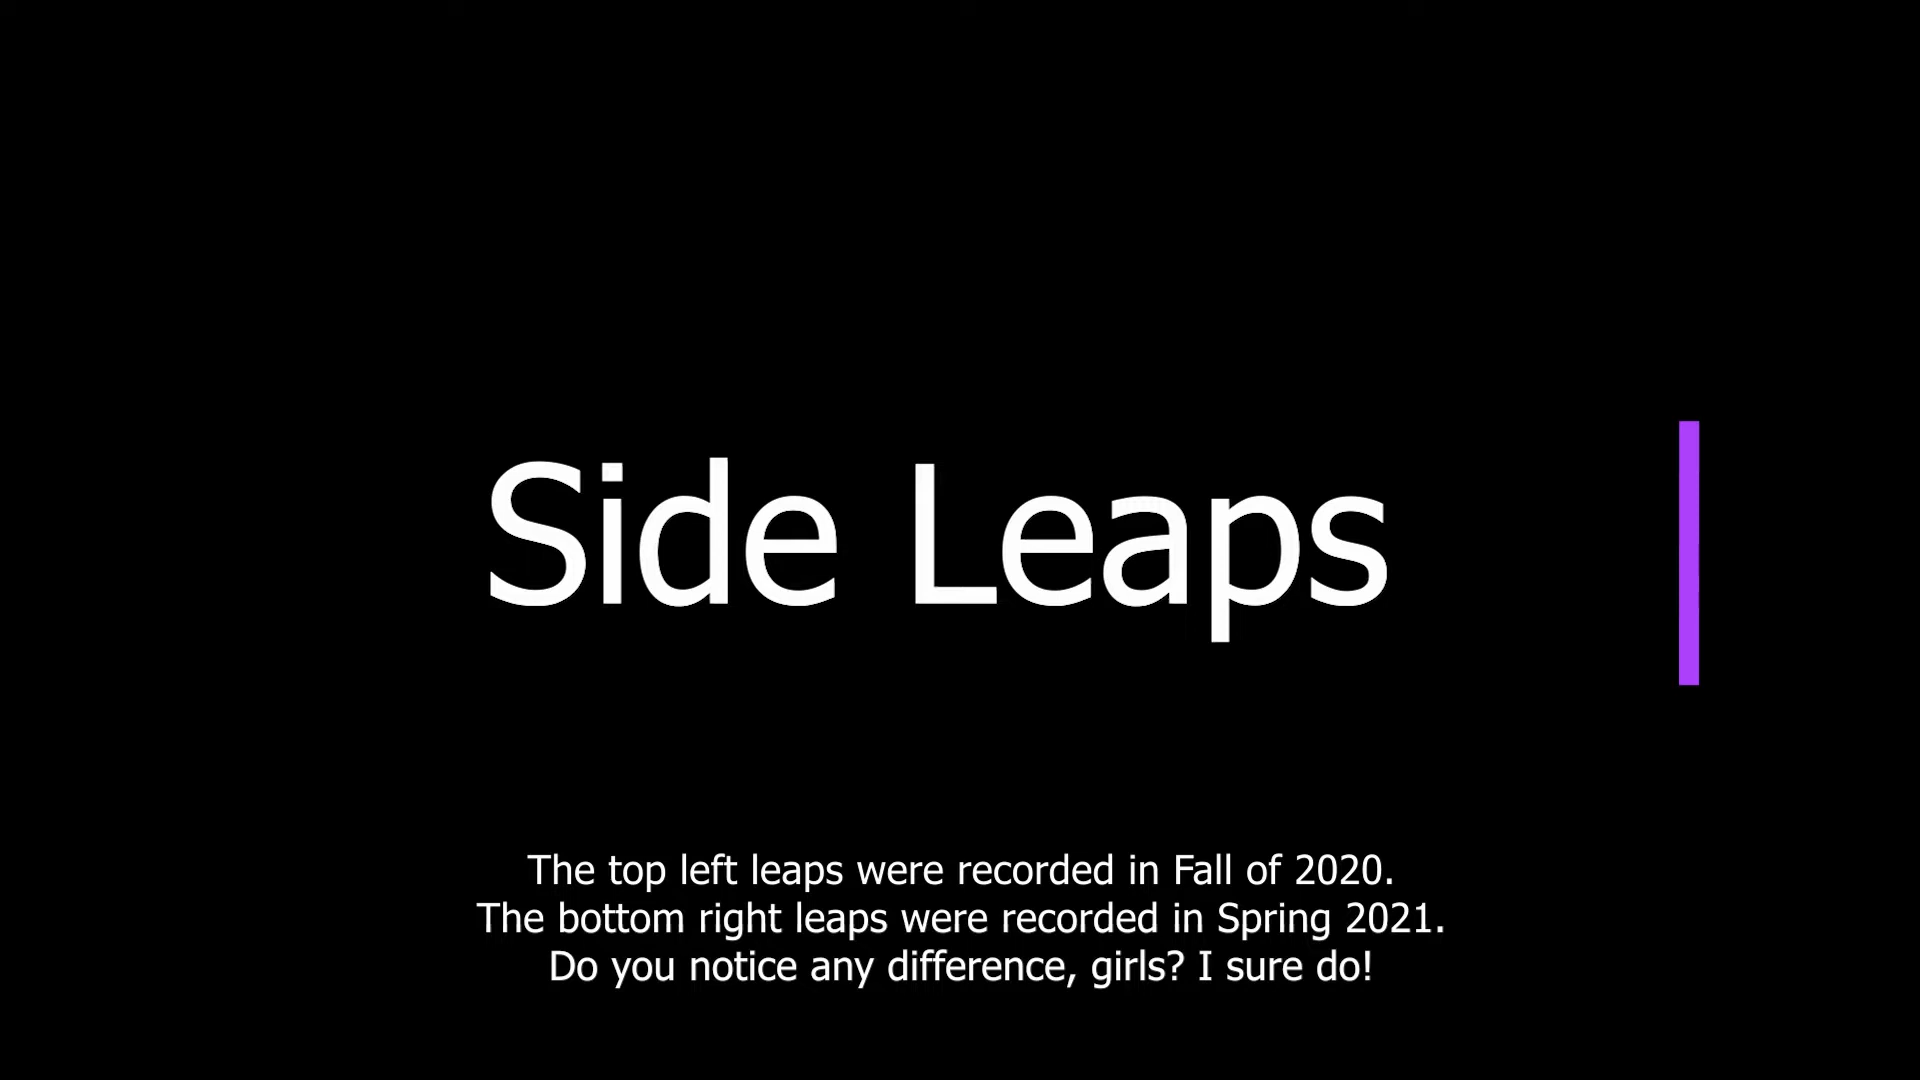 Side Leaps
The top left leaps were recorded in Fall of 2020.
The bottom right leaps were recorded in Spring 2021.
Do you notice any difference, girls? I sure do!